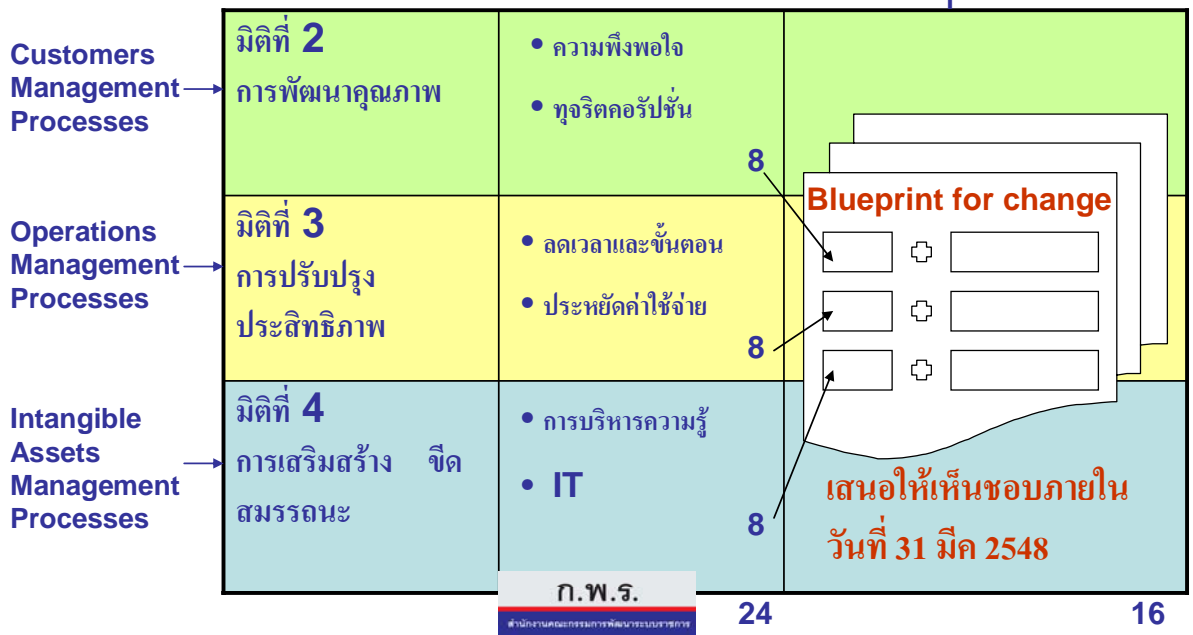 Customers
Management
Processes
มิติที่ 2
การพัฒนาคุณภาพ
• ความพึงพอใจ
• ทุจริตคอรัปชั่น
8
Operations
Management
Processes
มิติที่ 3
การปรับปรุง
ประสิทธิภาพ
• ลดเวลาและขั้นตอน
• ประหยัดค่าใช้จ่าย
8
Blueprint for change
Intangible
Assets
Management
Processes
มิติที่ 4
การเสริมสร้าง ขีด
สมรรถนะ
• การบริหารความรู้
• IT
8
เสนอให้เห็นชอบภายใน
วันที่ 31 มีค 2548
ก.พ.ร.
สำนักงานคณะกรรมการพัฒนาระบบราชการ
24
16